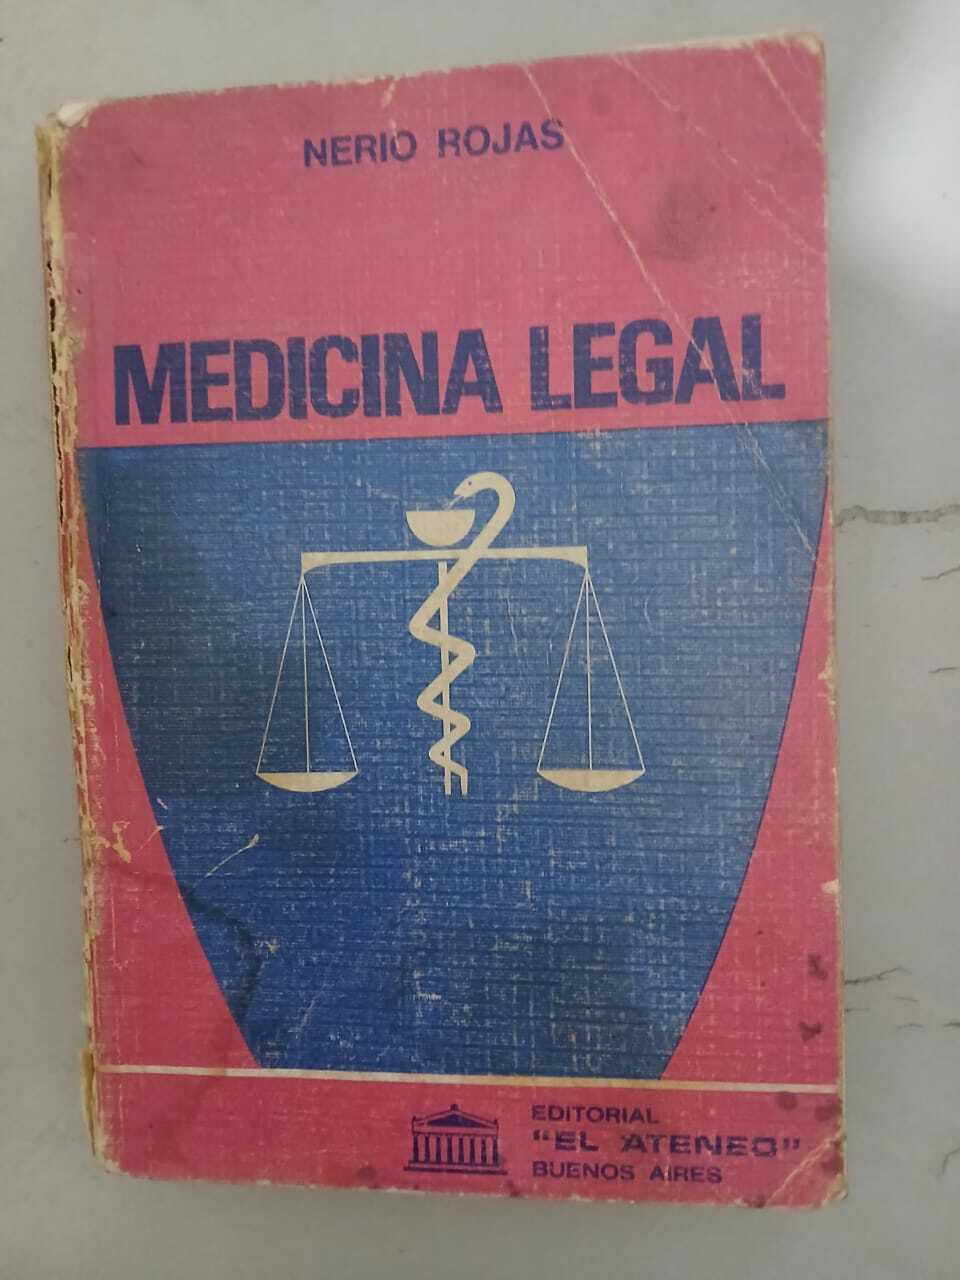 NERIO ROJAS
MEDICINA LEGAL
EDITORIAL
"EL ATENEO"
BUENOS AIRES